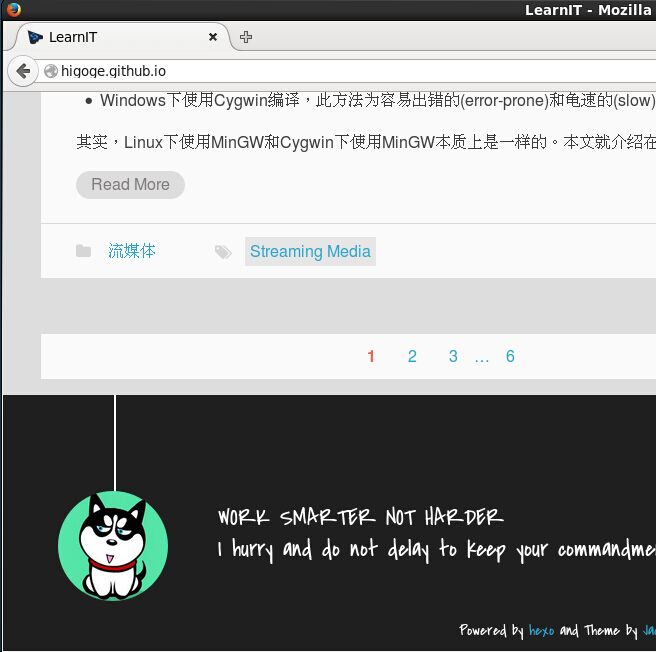 LearnIT - Mozilla
LearnIT
higoge.github.io
Windows下使用Cygwin编译，此方法为容易出错的(error-prone)和龟速的(slow)
其实，Linux下使用MinGW和Cygwin下使用MinGW本质上是一样的。本文就介绍在
Read More
流媒体 Streaming Media
1 2 3 … 6
WORK SMARTER NOT HARDER
I hurry and do not delay to keep your commandme
Powered by hexo and Theme by Ja